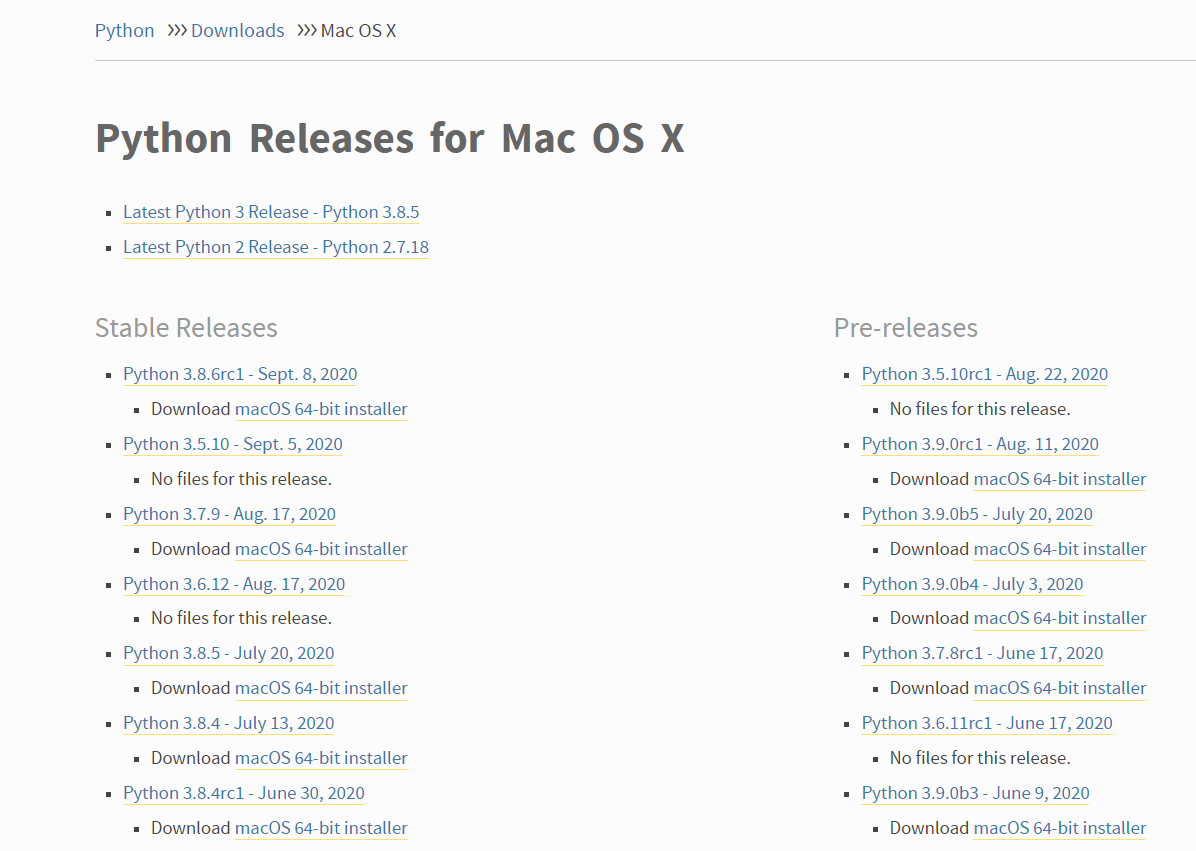 Python >>> Downloads >>> Mac OS X
Python Releases for Mac OS X
Latest Python 3 Release - Python 3.8.5
Latest Python 2 Release - Python 2.7.18
Stable Releases
Python 3.8.6rc1 - Sept. 8, 2020
Download macOS 64-bit installer
Python 3.5.10 - Sept. 5, 2020
No files for this release.
Python 3.7.9 - Aug. 17, 2020
Download macOS 64-bit installer
Python 3.6.12 - Aug. 17, 2020
No files for this release.
Python 3.8.5 - July 20, 2020
Download macOS 64-bit installer
Python 3.8.4 - July 13, 2020
Download macOS 64-bit installer
Python 3.8.4rc1 - June 30, 2020
Download macOS 64-bit installer
Pre-releases
Python 3.5.10rc1 - Aug. 22, 2020
No files for this release.
Python 3.9.0rc1 - Aug. 11, 2020
Download macOS 64-bit installer
Python 3.9.0b5 - July 20, 2020
Download macOS 64-bit installer
Python 3.9.0b4 - July 3, 2020
Download macOS 64-bit installer
Python 3.7.8rc1 - June 17, 2020
Download macOS 64-bit installer
Python 3.6.11rc1 - June 17, 2020
No files for this release.
Python 3.9.0b3 - June 9, 2020
Download macOS 64-bit installer